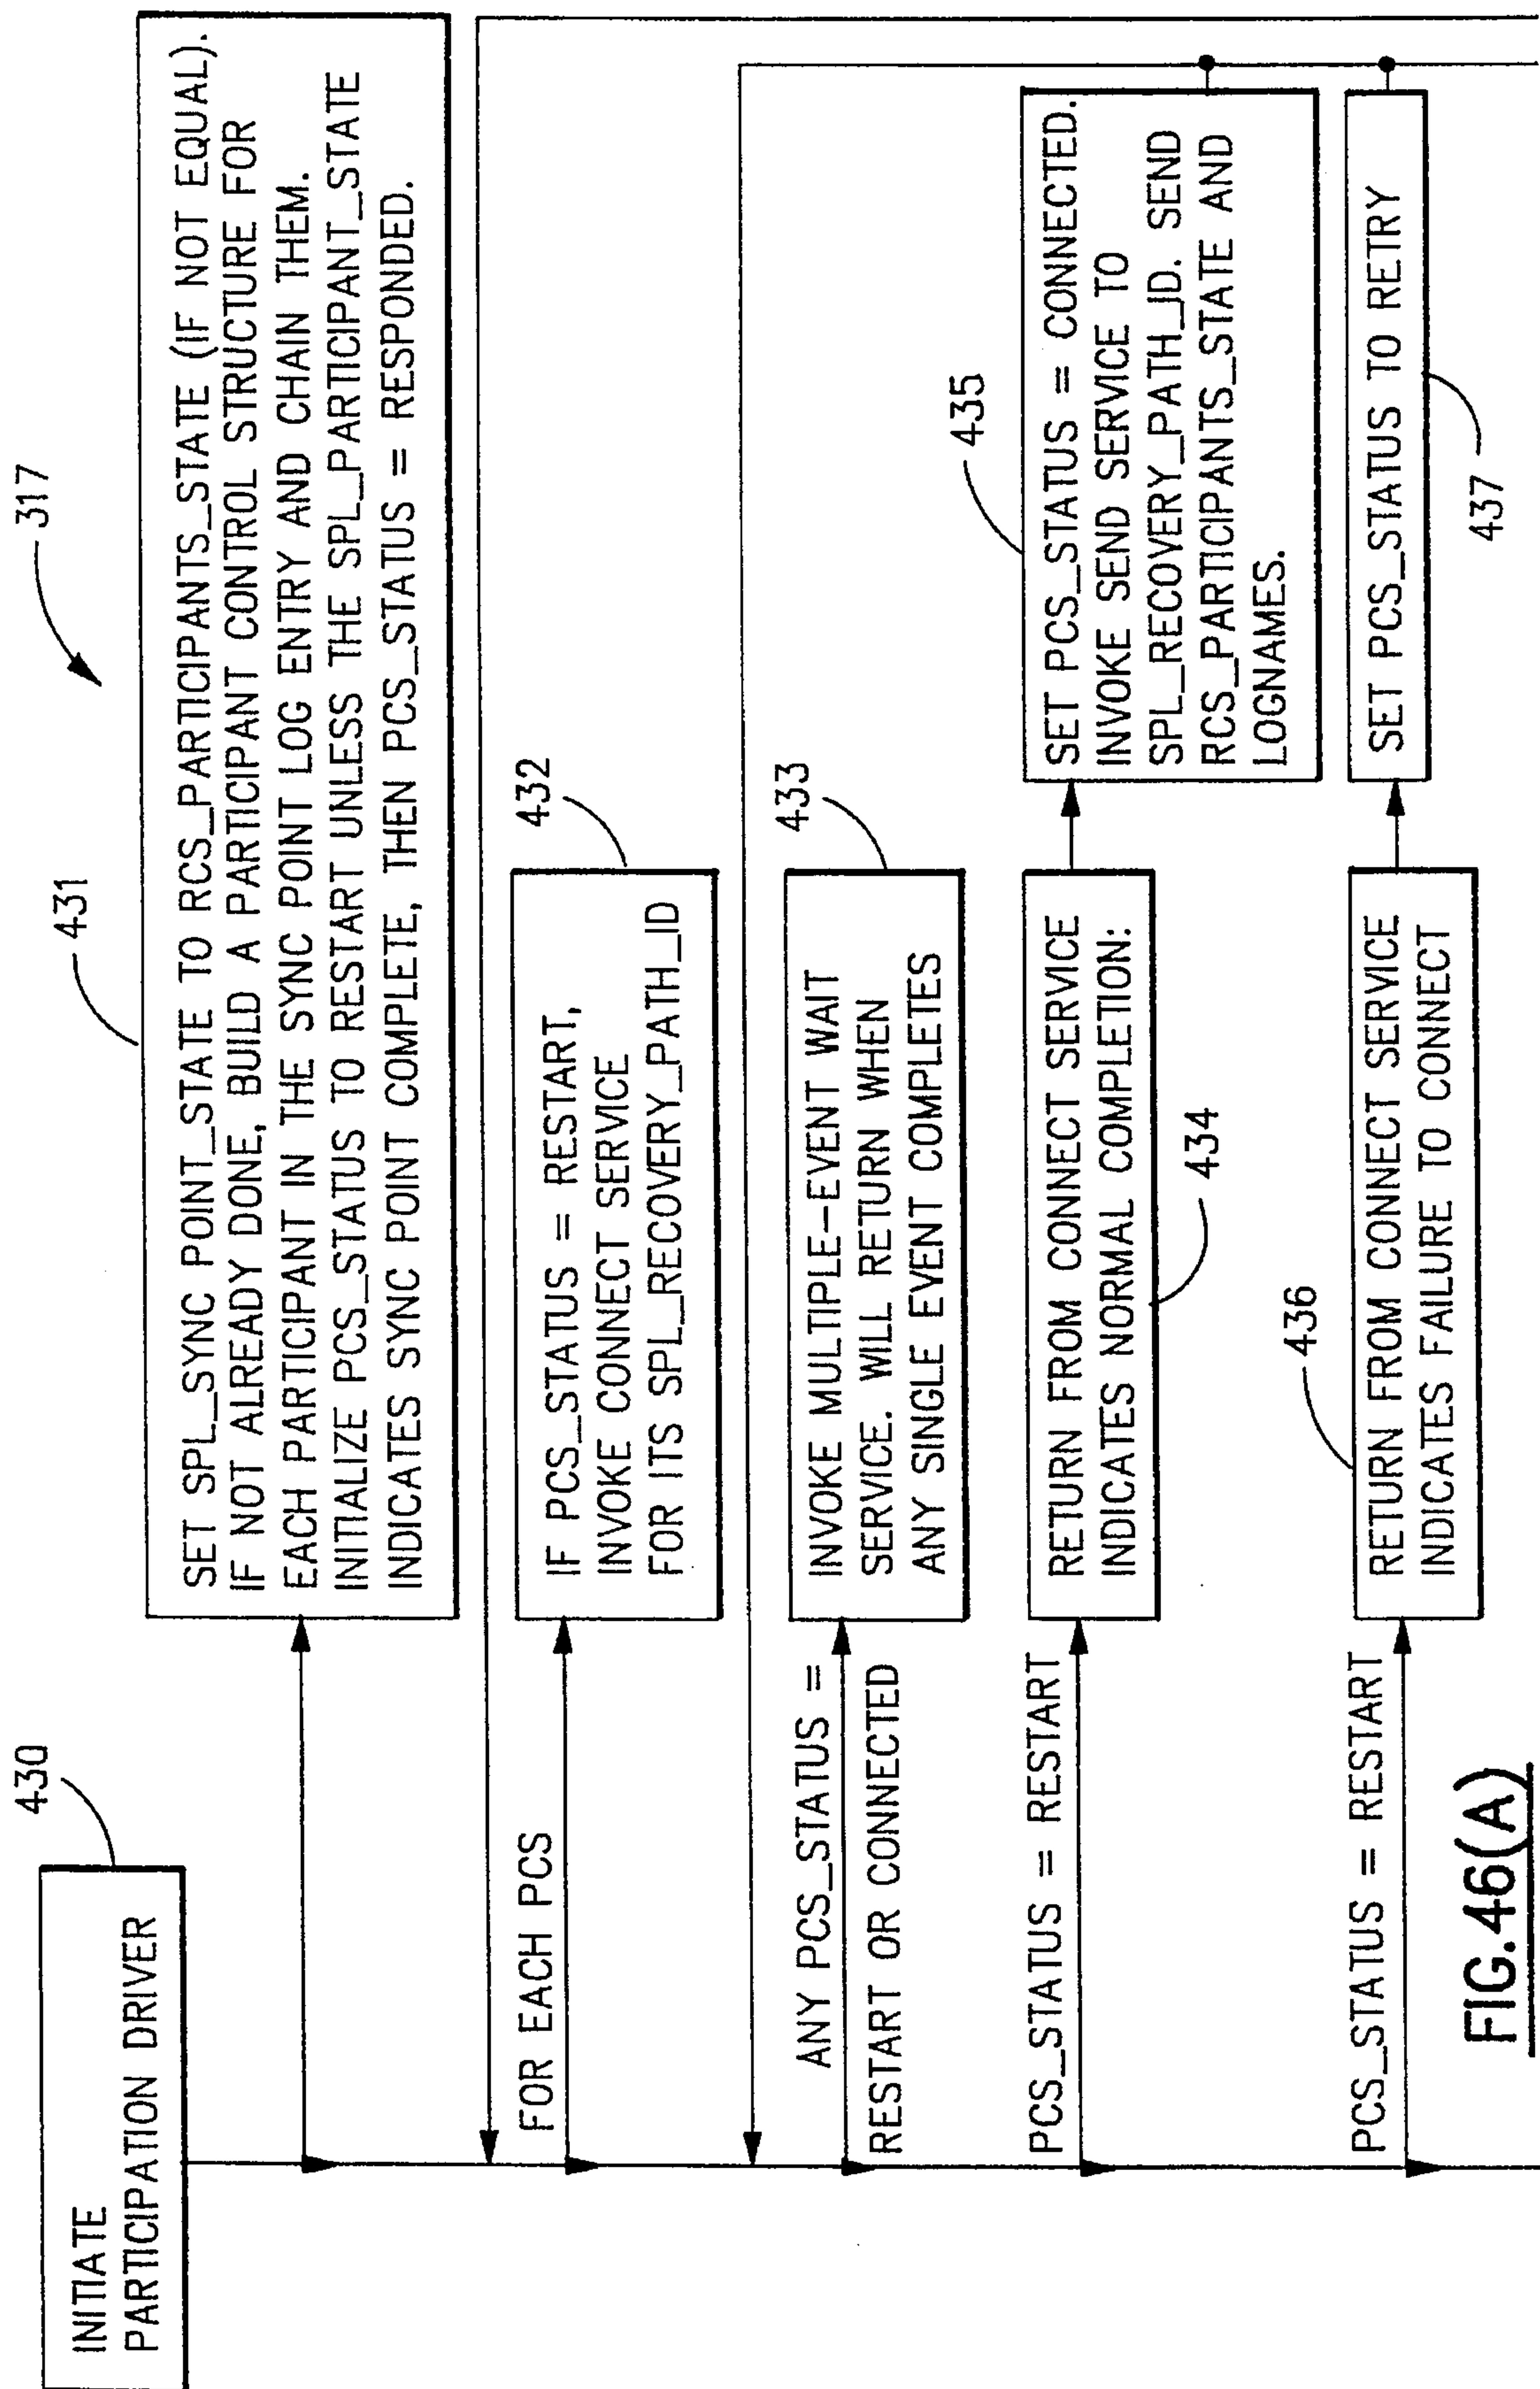 317
430
INITIATE
PARTICIPATION DRIVER
431
SET SPL_SYNC POINT_STATE TO RCS_PARTICIPANTS_STATE (IF NOT EQUAL).
IF NOT ALREADY DONE, BUILD A PARTICIPANT CONTROL STRUCTURE FOR
EACH PARTICIPANT IN THE SYNC POINT LOG ENTRY AND CHAIN THEM.
INITIALIZE PCS_STATUS TO RESTART UNLESS THE SPL_PARTICIPANT_STATE
INDICATES SYNC POINT COMPLETE, THEN PCS_STATUS = RESPONDED.
FOR EACH PCS
432
IF PCS_STATUS = RESTART,
INVOKE CONNECT SERVICE
FOR ITS SPL_RECOVERY_PATH_ID
ANY PCS_STATUS =
RESTART OR CONNECTED
433
INVOKE MULTIPLE-EVENT WAIT
SERVICE. WILL RETURN WHEN
ANY SINGLE EVENT COMPLETES
PCS_STATUS = RESTART
RETURN FROM CONNECT SERVICE
INDICATES NORMAL COMPLETION:
434
435
SET PCS_STATUS = CONNECTED.
INVOKE SEND SERVICE TO
SPL_RECOVERY_PATH_ID. SEND
RCS_PARTICIPANTS_STATE AND
LOGNAMES.
PCS_STATUS = RESTART
436
RETURN FROM CONNECT SERVICE
INDICATES FAILURE TO CONNECT
SET PCS_STATUS TO RETRY
437
FIG.46(A)